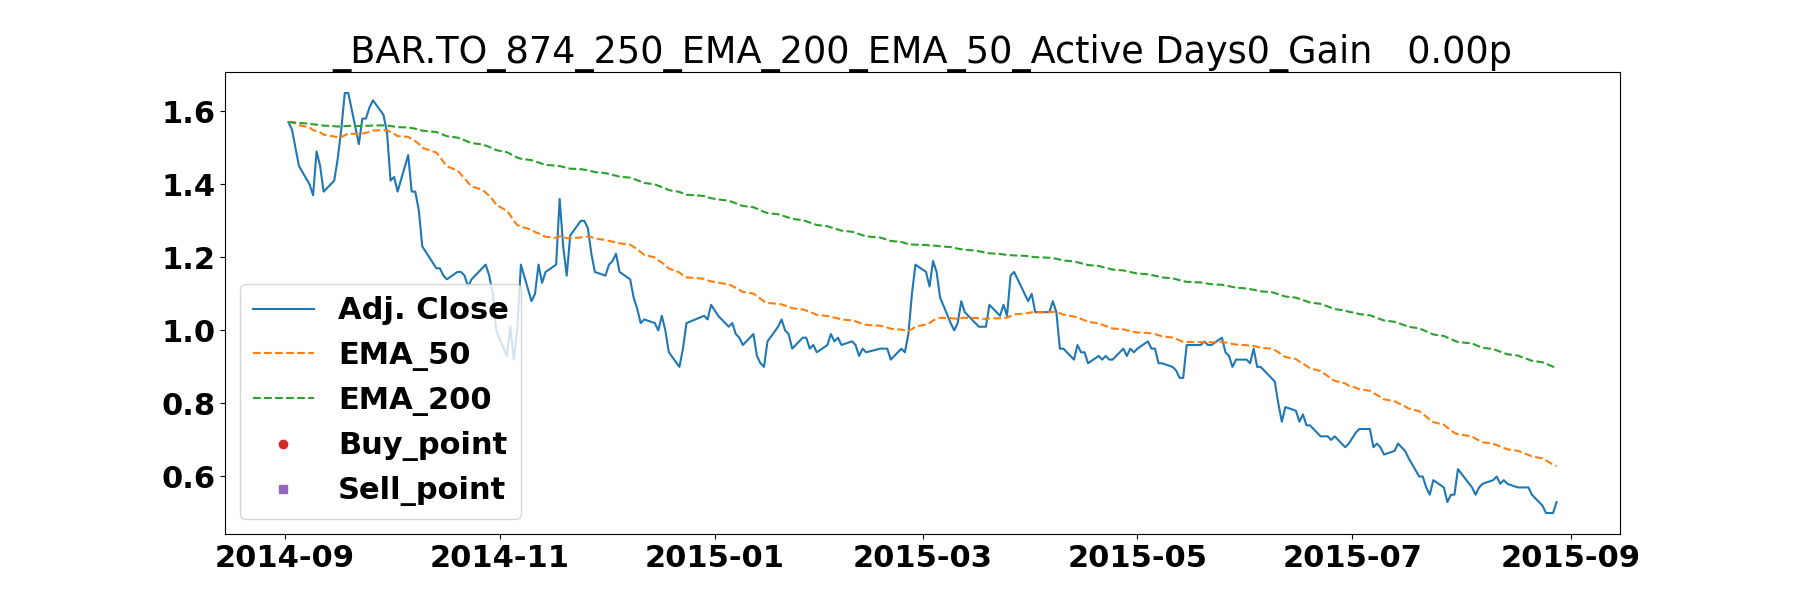 _BAR.TO_874_250_EMA_200_EMA_50_Active Days0_Gain   0.00p
1.6
1.4
1.2
1.0
0.8
0.6
Adj. Close
EMA_50
EMA_200
Buy_point
Sell_point
2014-09 2014-11 2015-01 2015-03 2015-05 2015-07 2015-09